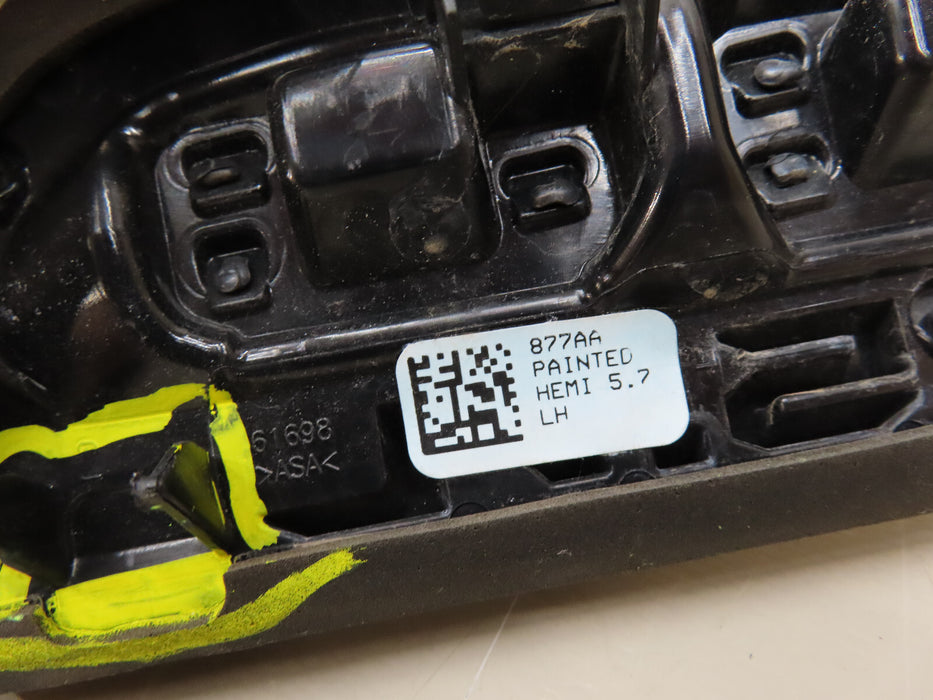 877AA
PAINTED
HEMI 5.7
LH
61698
>ASA<